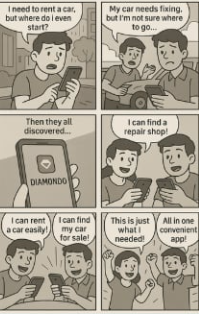 I need to rent a car,
but where do i even
start?
My car needs fixing,
but I'm not sure where
to go...
Then they all
discovered...
DIAMONDO
I can find a
repair shop!
I can rent
a car easily!
I can find
my car
for sale!
This is just
what I
needed!
All in one
convenient
app!